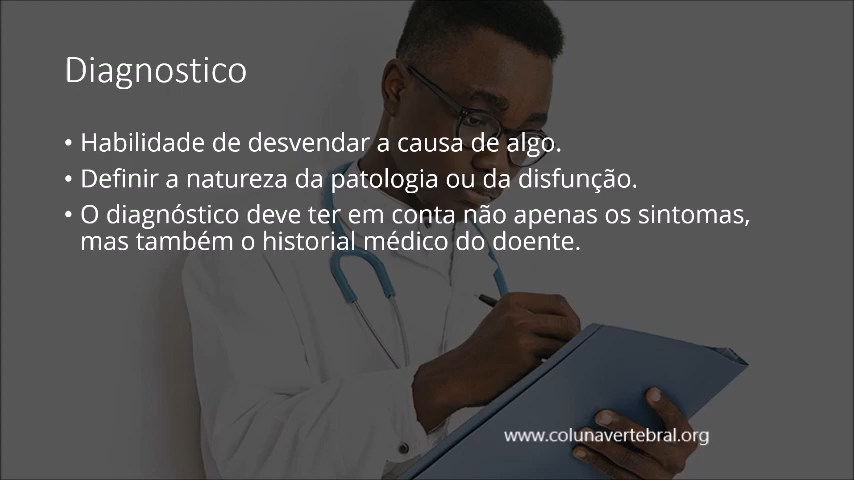 Diagnostico
• Habilidade de desvendar a causa de algo.
• Definir a natureza da patologia ou da disfunção.
• O diagnóstico deve ter em conta não apenas os sintomas,
mas também o historial médico do doente.
www.colunavertebral.org